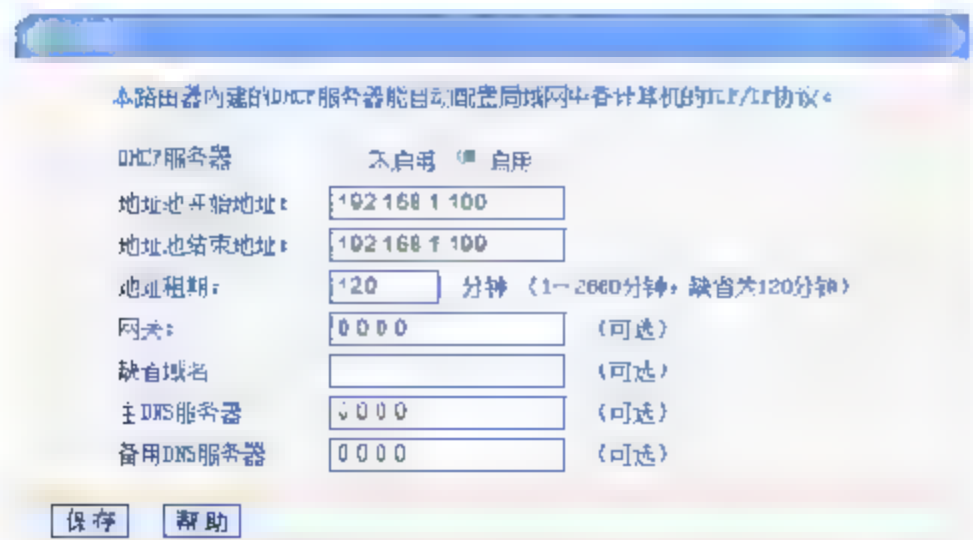 本路由器内建的DHCP服务器能自动配置局域网中各计算机的TCP/IP协议。
DHCP服务器 不启用 启用
地址池开始地址: 192.168.1.100
地址池结束地址: 192.168.1.199
地址租期: 120 分钟 (1~2880分钟,缺省为120分钟)
网关: 0.0.0.0 (可选)
缺省域名 (可选)
主DNS服务器 0.0.0.0 (可选)
备用DNS服务器 0.0.0.0 (可选)
保存 帮助